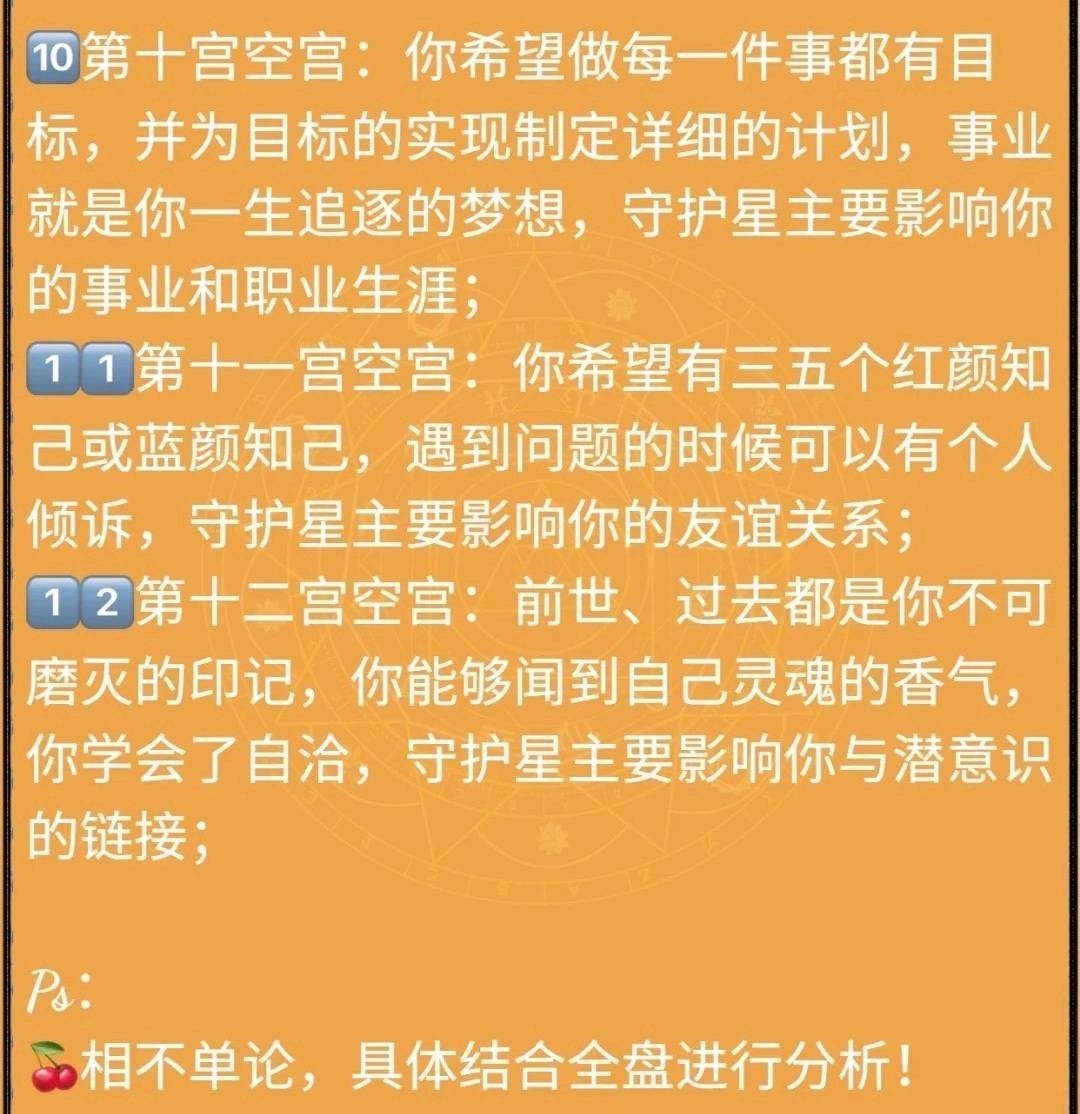 🔟第十宫空宫：你希望做每一件事都有目
标，并为目标的实现制定详细的计划，事业
就是你一生追逐的梦想，守护星主要影响你
的事业和职业生涯；
1️⃣1️⃣第十一宫空宫：你希望有三五个红颜知
己或蓝颜知己，遇到问题的时候可以有个人
倾诉，守护星主要影响你的友谊关系；
1️⃣2️⃣第十二宫空宫：前世、过去都是你不可
磨灭的印记，你能够闻到自己灵魂的香气，
你学会了自洽，守护星主要影响你与潜意识
的链接；
Ps：
🍒相不单论，具体结合全盘进行分析！